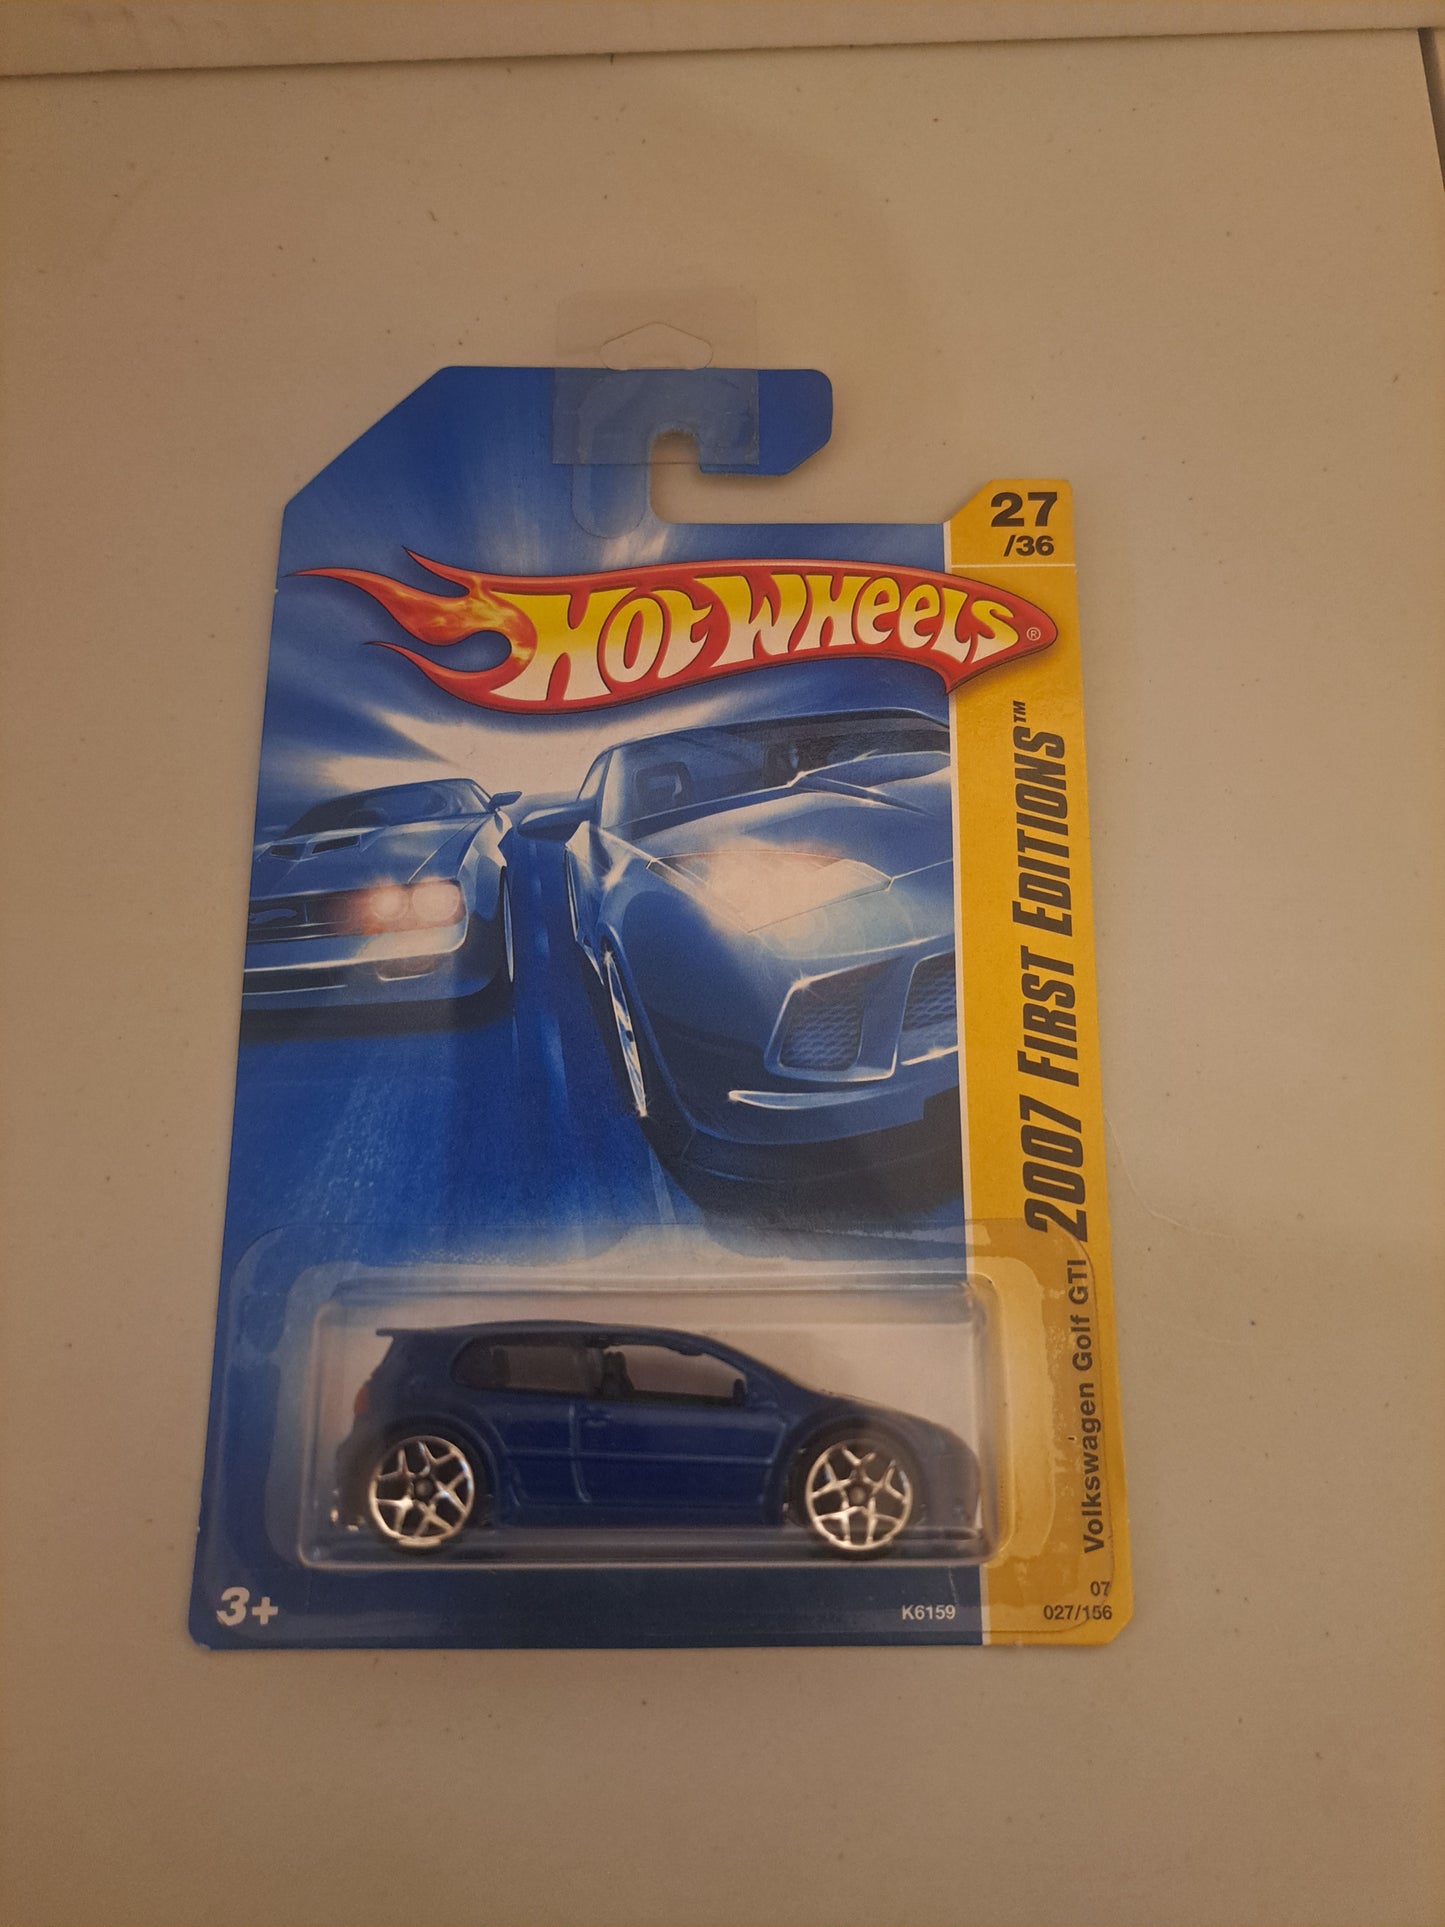 27
/36
HOT WHEELS®
2007 FIRST EDITIONS™
Volkswagen Golf GTI
3+
K6159
07
027/156